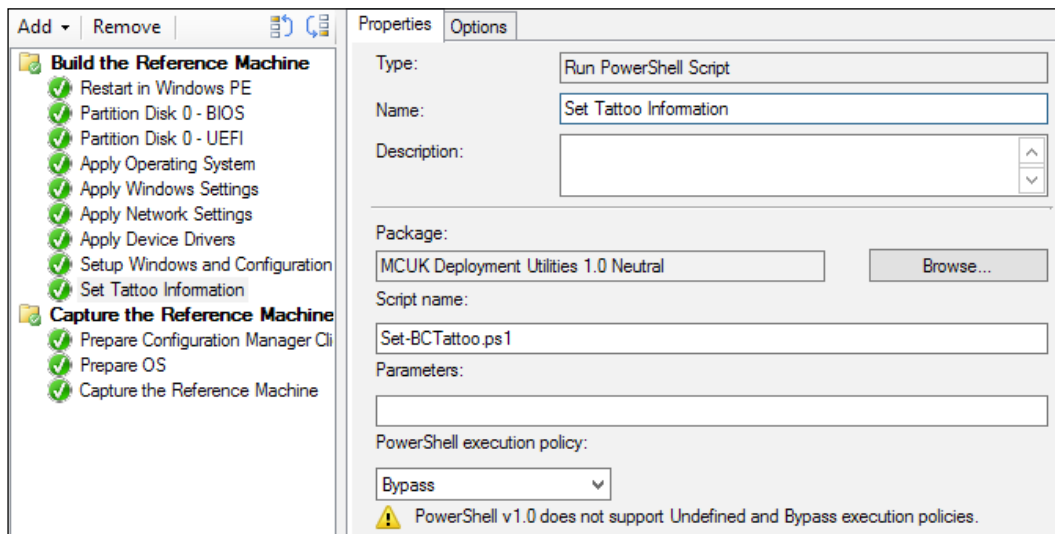 Add Remove
Build the Reference Machine
Restart in Windows PE
Partition Disk 0 - BIOS
Partition Disk 0 - UEFI
Apply Operating System
Apply Windows Settings
Apply Network Settings
Apply Device Drivers
Setup Windows and Configuration
Set Tattoo Information
Capture the Reference Machine
Prepare Configuration Manager Cli
Prepare OS
Capture the Reference Machine
Properties Options
Type: Run PowerShell Script
Name: Set Tattoo Information
Description:
Package:
MCUK Deployment Utilities 1.0 Neutral Browse...
Script name:
Set-BCTattoo.ps1
Parameters:
PowerShell execution policy:
Bypass
PowerShell v1.0 does not support Undefined and Bypass execution policies.